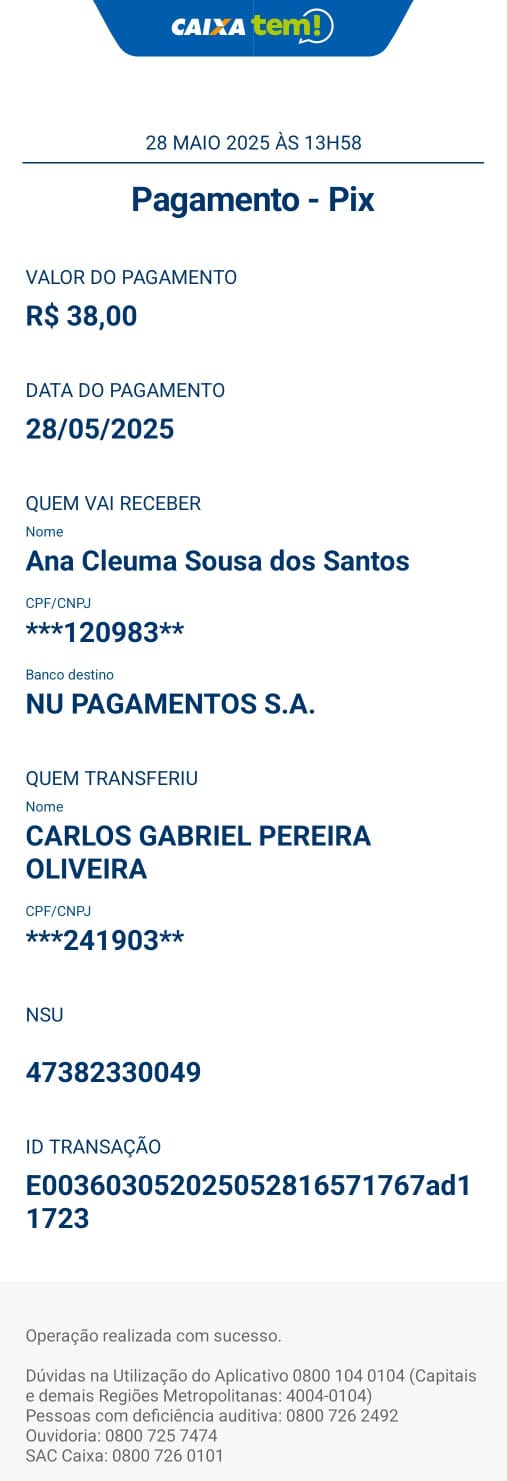 CAIXA tem!
28 MAIO 2025 ÀS 13H58
Pagamento - Pix
VALOR DO PAGAMENTO
R$ 38,00
DATA DO PAGAMENTO
28/05/2025
QUEM VAI RECEBER
Nome
Ana Cleuma Sousa dos Santos
CPF/CNPJ
***120983**
Banco destino
NU PAGAMENTOS S.A.
QUEM TRANSFERIU
Nome
CARLOS GABRIEL PEREIRA
OLIVEIRA
CPF/CNPJ
***241903**
NSU
47382330049
ID TRANSAÇÃO
E003603052025052816571767ad1
1723
Operação realizada com sucesso.
Dúvidas na Utilização do Aplicativo 0800 104 0104 (Capitais
e demais Regiões Metropolitanas: 4004-0104)
Pessoas com deficiência auditiva: 0800 726 2492
Ouvidoria: 0800 725 7474
SAC Caixa: 0800 726 0101